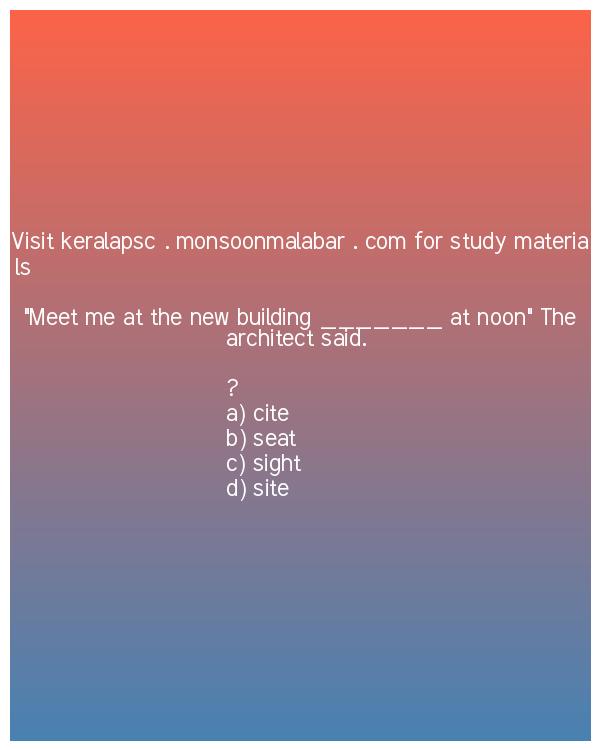 Visit keralapsc . monsoonmalabar . com for study materia
ls
"Meet me at the new building _______ at noon" The
architect said.
?
a) cite
b) seat
c) sight
d) site